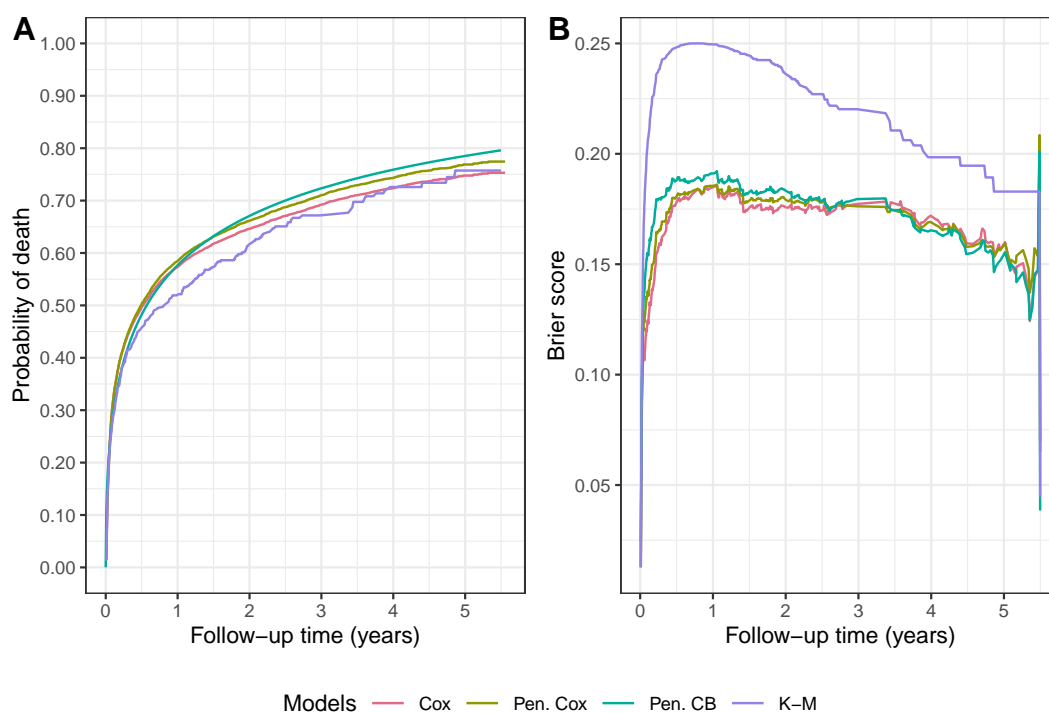 A
B
Probability of death
1.00
0.90
0.80
0.70
0.60
0.50
0.40
0.30
0.20
0.10
0.00
0 1 2 3 4 5
Follow−up time (years)
Brier score
0.25
0.20
0.15
0.10
0.05
0 1 2 3 4 5
Follow−up time (years)
Models Cox Pen. Cox Pen. CB K−M